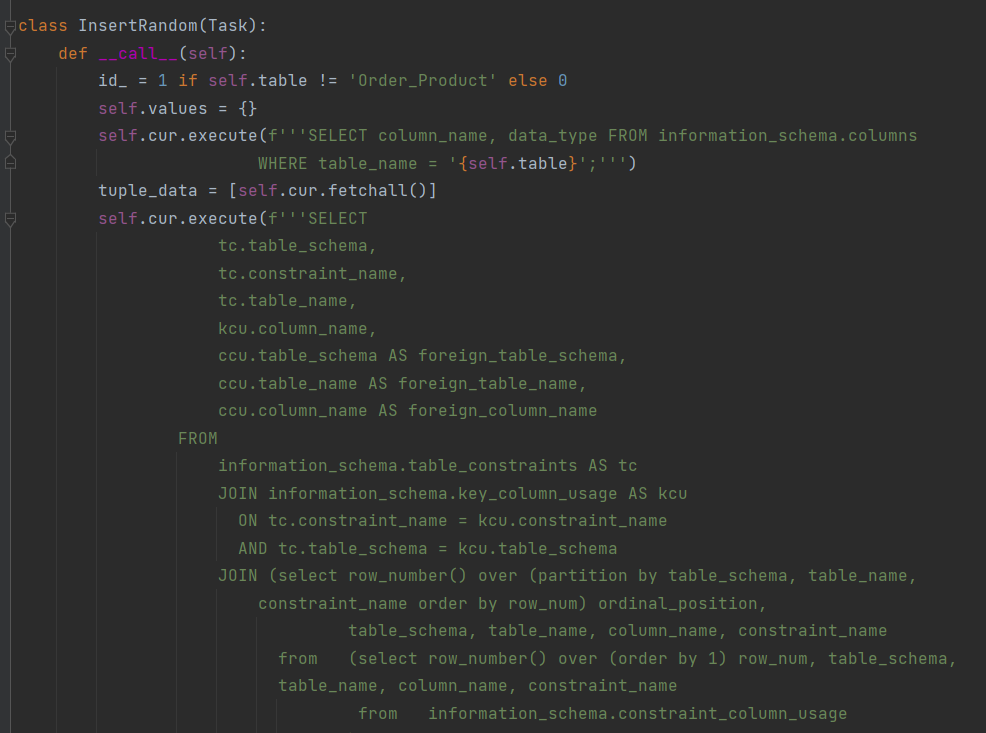 class InsertRandom(Task):
    def __call__(self):
        id_ = 1 if self.table != 'Order_Product' else 0
        self.values = {}
        self.cur.execute(f'''SELECT column_name, data_type FROM information_schema.columns
                        WHERE table_name = '{self.table}';''')
        tuple_data = [self.cur.fetchall()]
        self.cur.execute(f'''SELECT
                    tc.table_schema,
                    tc.constraint_name,
                    tc.table_name,
                    kcu.column_name,
                    ccu.table_schema AS foreign_table_schema,
                    ccu.table_name AS foreign_table_name,
                    ccu.column_name AS foreign_column_name
                FROM
                    information_schema.table_constraints AS tc
                    JOIN information_schema.key_column_usage AS kcu
                      ON tc.constraint_name = kcu.constraint_name
                      AND tc.table_schema = kcu.table_schema
                    JOIN (select row_number() over (partition by table_schema, table_name,
                        constraint_name order by row_num) ordinal_position,
                                 table_schema, table_name, column_name, constraint_name
                          from   (select row_number() over (order by 1) row_num, table_schema,
                          table_name, column_name, constraint_name
                                  from   information_schema.constraint_column_usage